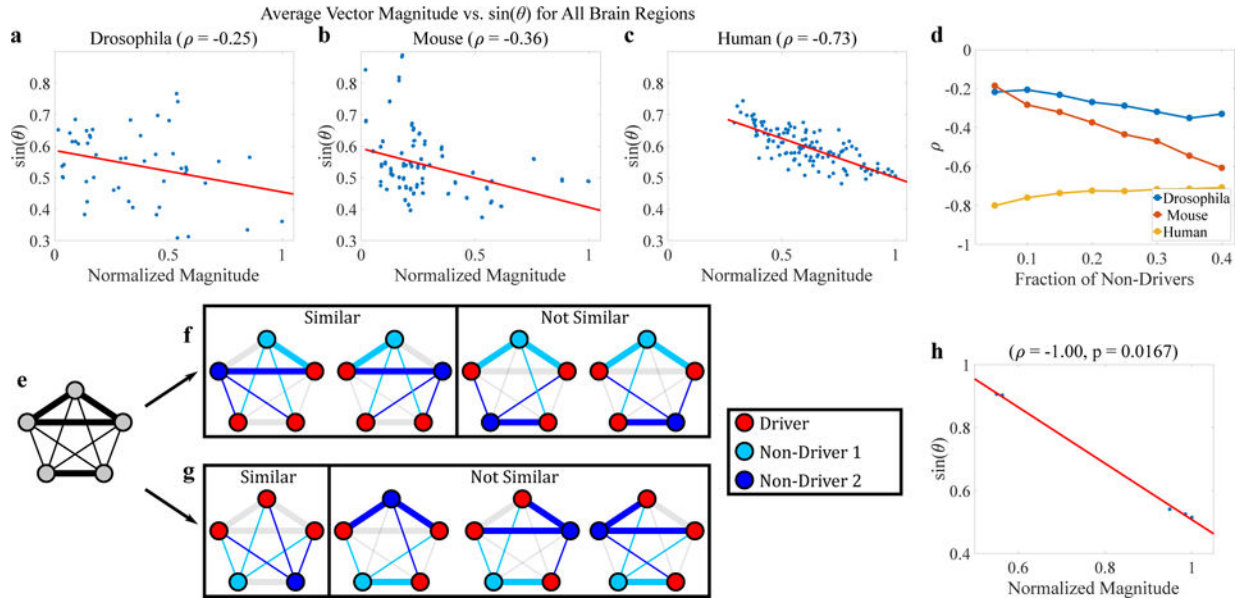 Average Vector Magnitude vs. sin(θ) for All Brain Regions
a
Drosophila (ρ = -0.25)
sin(θ)
0.8
0.7
0.6
0.5
0.4
0.3
0
0.5
1
Normalized Magnitude
b
Mouse (ρ = -0.36)
sin(θ)
0.8
0.7
0.6
0.5
0.4
0.3
0
0.5
1
Normalized Magnitude
c
Human (ρ = -0.73)
sin(θ)
0.8
0.7
0.6
0.5
0.4
0.3
0
0.5
1
Normalized Magnitude
d
ρ
0
-0.2
-0.4
-0.6
-0.8
-1
0.1
0.2
0.3
0.4
Fraction of Non-Drivers
Drosophila
Mouse
Human
e
f
Similar
Not Similar
g
Similar
Not Similar
Driver
Non-Driver 1
Non-Driver 2
h
(ρ = -1.00, p = 0.0167)
sin(θ)
1
0.8
0.6
0.4
0.6
0.8
1
Normalized Magnitude